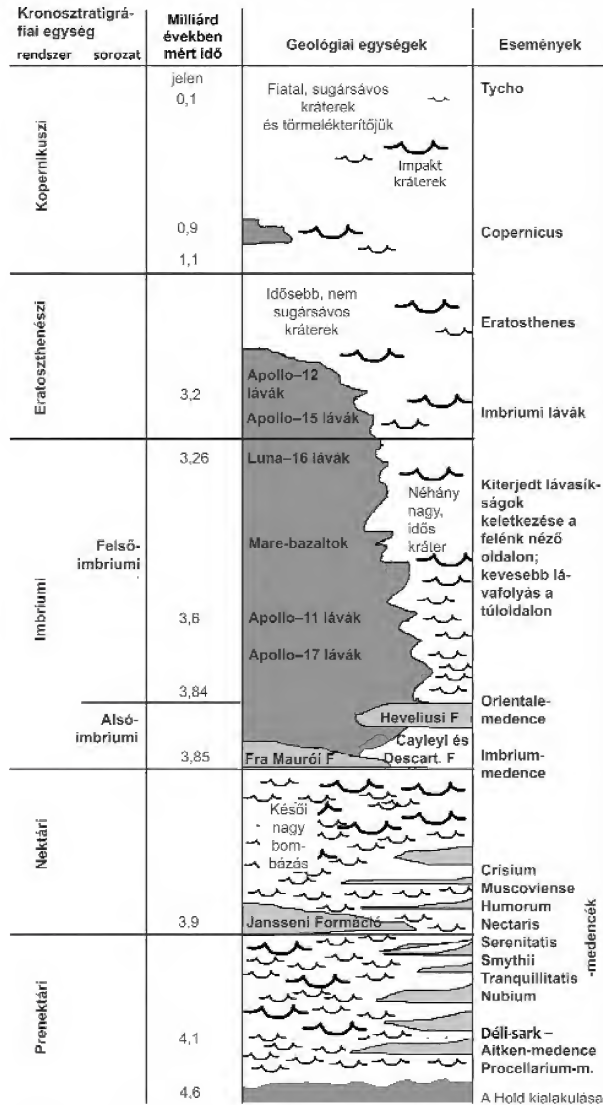 Kronosztratigrá-
fiai egység
rendszer sorozat
Milliárd
években
mért idő
Geológiai egységek
Események
Kopernikuszi
jelen
0,1
0,9
1,1
Fiatal, sugársávos
kráterek
és törmelékterítőjük
Impakt
kráterek
Tycho
Copernicus
Eratoszthenészi
3,2
Idősebb, nem
sugársávos
kráterek
Apollo–12
lávák
Apollo–15 lávák
Eratosthenes
Imbriumi lávák
Imbriumi
Felső-
imbriumi
3,26
3,6
3,84
Luna–16 lávák
Néhány
nagy,
idős
kráter
Mare-bazaltok
Apollo–11 lávák
Apollo–17 lávák
Kiterjedt lávasík-
ságok
keletkezése a
felénk néző
oldalon;
kevesebb lá-
vafolyás a
túloldalon
Alsó-
imbriumi
3,85
Heveliusi F
Cayleyl és
Descart. F
Fra Maurói F
Orientale-
medence
Imbrium-
medence
Nektári
3,9
Késői
nagy
bom-
bázás
Jansseni Formáció
Crisium
Muscoviense
Humorum
Nectaris
Serenitatis
Smythii
Tranquillitatis
Nubium
-medencék
Prenektári
4,1
4,6
Déli-sark –
Aitken-medence
Procellarium-m.
A Hold kialakulása